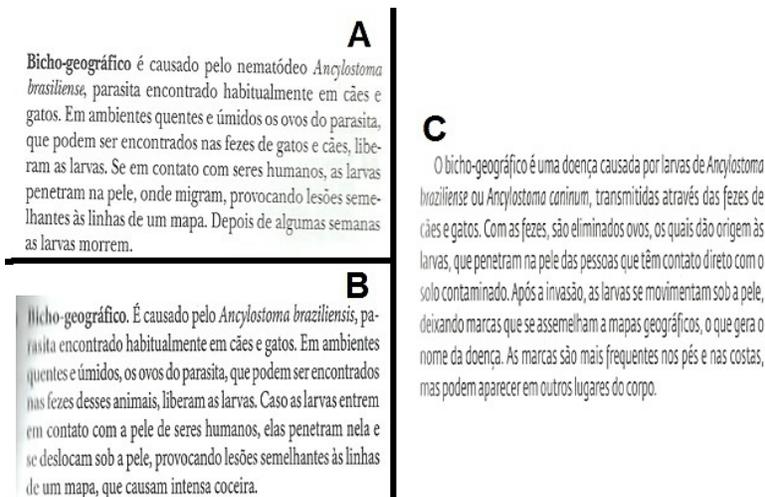 A
Bicho-geográfico é causado pelo nematódeo Ancylostoma
brasiliense, parasita encontrado habitualmente em cães e
gatos. Em ambientes quentes e úmidos os ovos do parasita,
que podem ser encontrados nas fezes de gatos e cães, libe-
ram as larvas. Se em contato com seres humanos, as larvas
penetram na pele, onde migram, provocando lesões seme-
lhantes às linhas de um mapa. Depois de algumas semanas
as larvas morrem.
B
Bicho-geográfico. É causado pelo Ancylostoma braziliensis, pa-
rasita encontrado habitualmente em cães e gatos. Em ambientes
quentes e úmidos, os ovos do parasita, que podem ser encontrados
nas fezes desses animais, liberam as larvas. Caso as larvas entrem
em contato com a pele de seres humanos, elas penetram nela e
se deslocam sob a pele, provocando lesões semelhantes às linhas
de um mapa, que causam intensa coceira.
C
O bicho-geográfico é uma doença causada por larvas de Ancylostoma
braziliense ou Ancylostoma caninum, transmitidas através das fezes de
cães e gatos. Com as fezes, são eliminados ovos, os quais dão origem às
larvas, que penetram na pele das pessoas que têm contato direto com o
solo contaminado. Após a invasão, as larvas se movimentam sob a pele,
deixando marcas que se assemelham a mapas geográficos, o que gera o
nome da doença. As marcas são mais frequentes nos pés e nas costas,
mas podem aparecer em outros lugares do corpo.